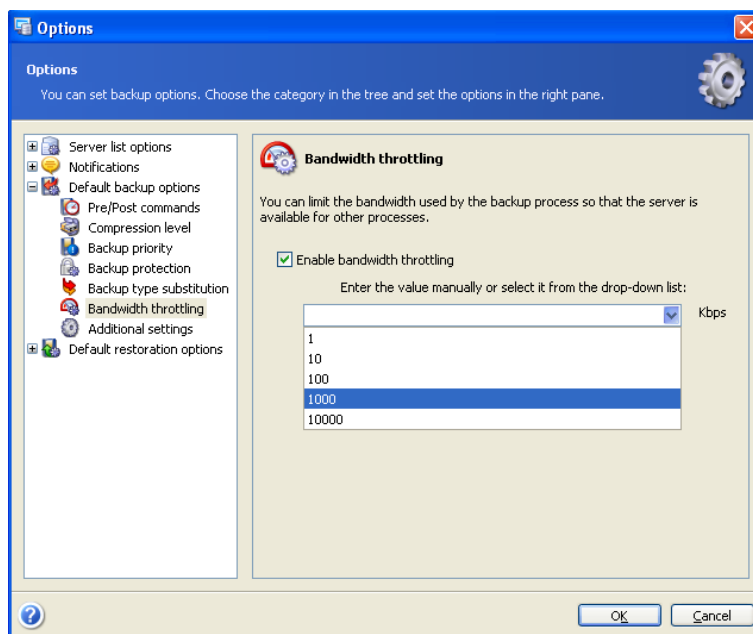 Options
Options
You can set backup options. Choose the category in the tree and set the options in the right pane.
Server list options
Notifications
Default backup options
Pre/Post commands
Compression level
Backup priority
Backup protection
Backup type substitution
Bandwidth throttling
Additional settings
Default restoration options
Bandwidth throttling
You can limit the bandwidth used by the backup process so that the server is
available for other processes.
Enable bandwidth throttling
Enter the value manually or select it from the drop-down list:
Kbps
1
10
100
1000
10000
?
OK
Cancel